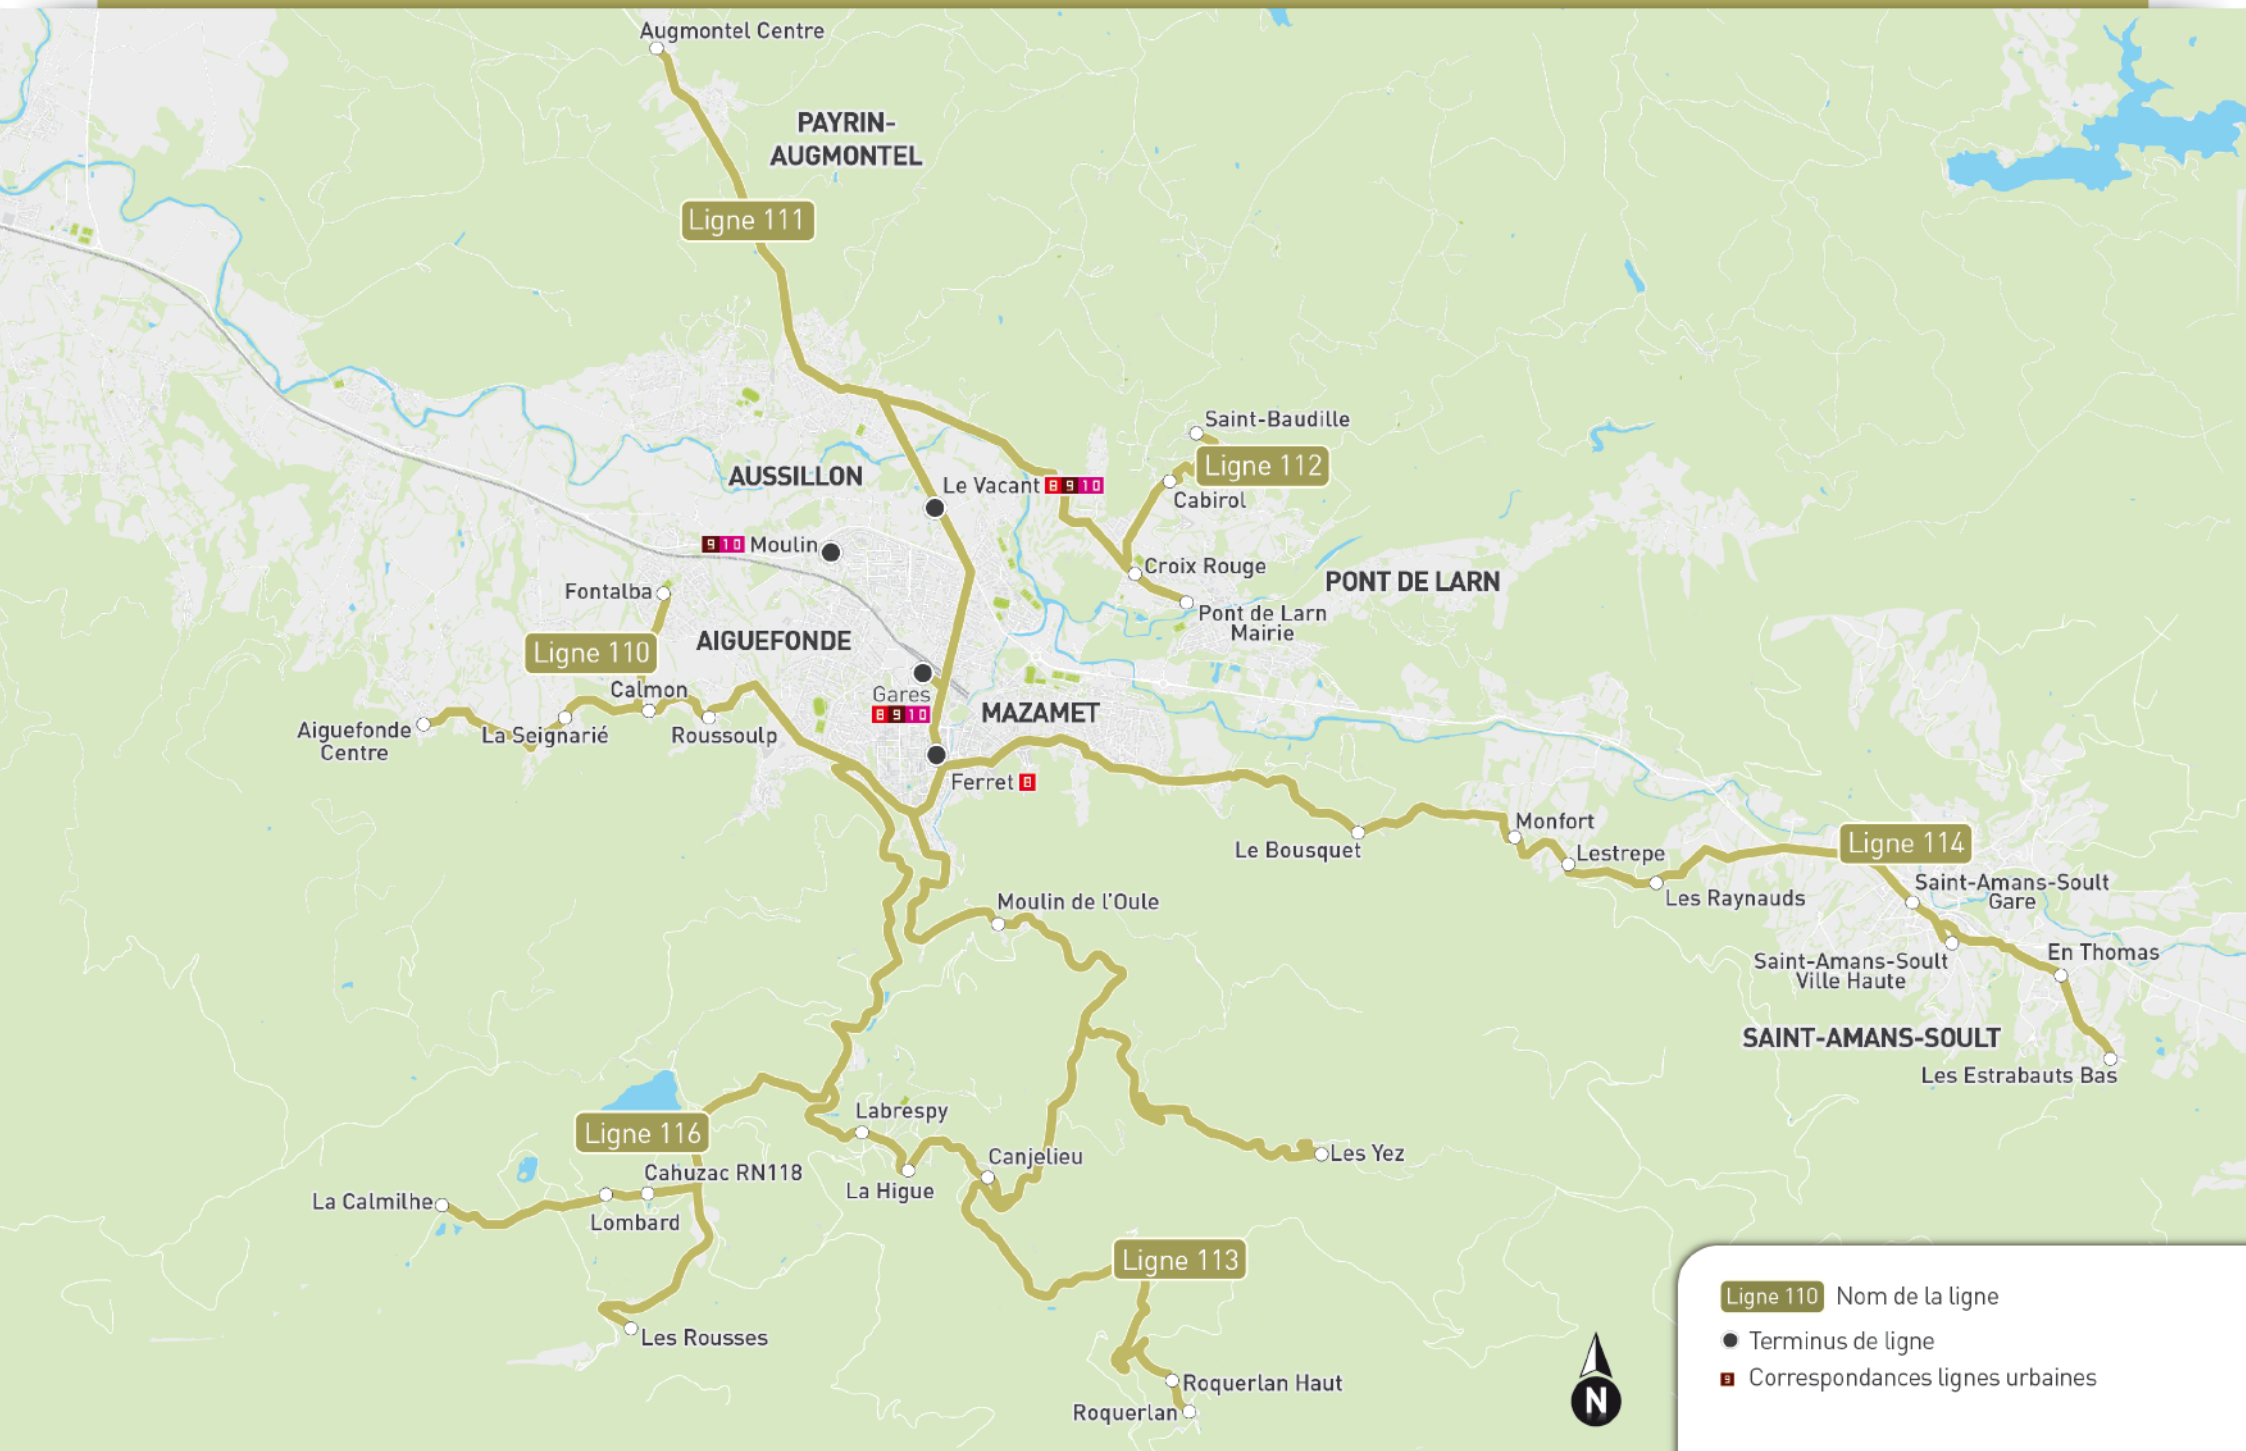 Augmontel Centre
PAYRIN-
AUGMONTEL
Ligne 111
Saint-Baudille
Ligne 112
AUSSILLON
Le Vacant 8 9 10
Cabirol
9 10 Moulin
Croix Rouge
PONT DE LARN
Fontalba
Pont de Larn
Mairie
AIGUEFONDE
Ligne 110
Calmon
Gares
8 9 10
MAZAMET
Aiguefonde
Centre
La Seignarié
Roussoulp
Ferret 8
Monfort
Le Bousquet
Lestrepe
Ligne 114
Les Raynauds
Saint-Amans-Soult
Gare
Moulin de l'Oule
En Thomas
Saint-Amans-Soult
Ville Haute
SAINT-AMANS-SOULT
Les Estrabauts Bas
Labrespy
Ligne 116
Canjelieu
Les Yez
Cahuzac RN118
La Higue
La Calmilhe
Lombard
Ligne 113
Les Rousses
Roquerlan Haut
Roquerlan
N
Ligne 110 Nom de la ligne
Terminus de ligne
9 Correspondances lignes urbaines